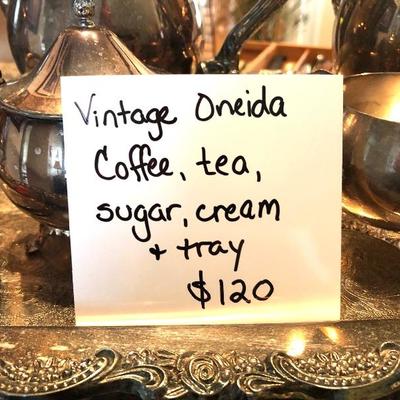 Vintage Oneida
Coffee, tea,
sugar, cream
+ tray
$120